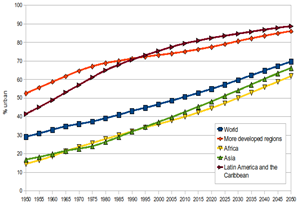 100
90
80
70
60
50
40
30
20
10
0
% urban
World
More developed regions
Africa
Asia
Latin America and the
Caribbean
1950 1955 1960 1965 1970 1975 1980 1985 1990 1995 2000 2005 2010 2015 2020 2025 2030 2035 2040 2045 2050